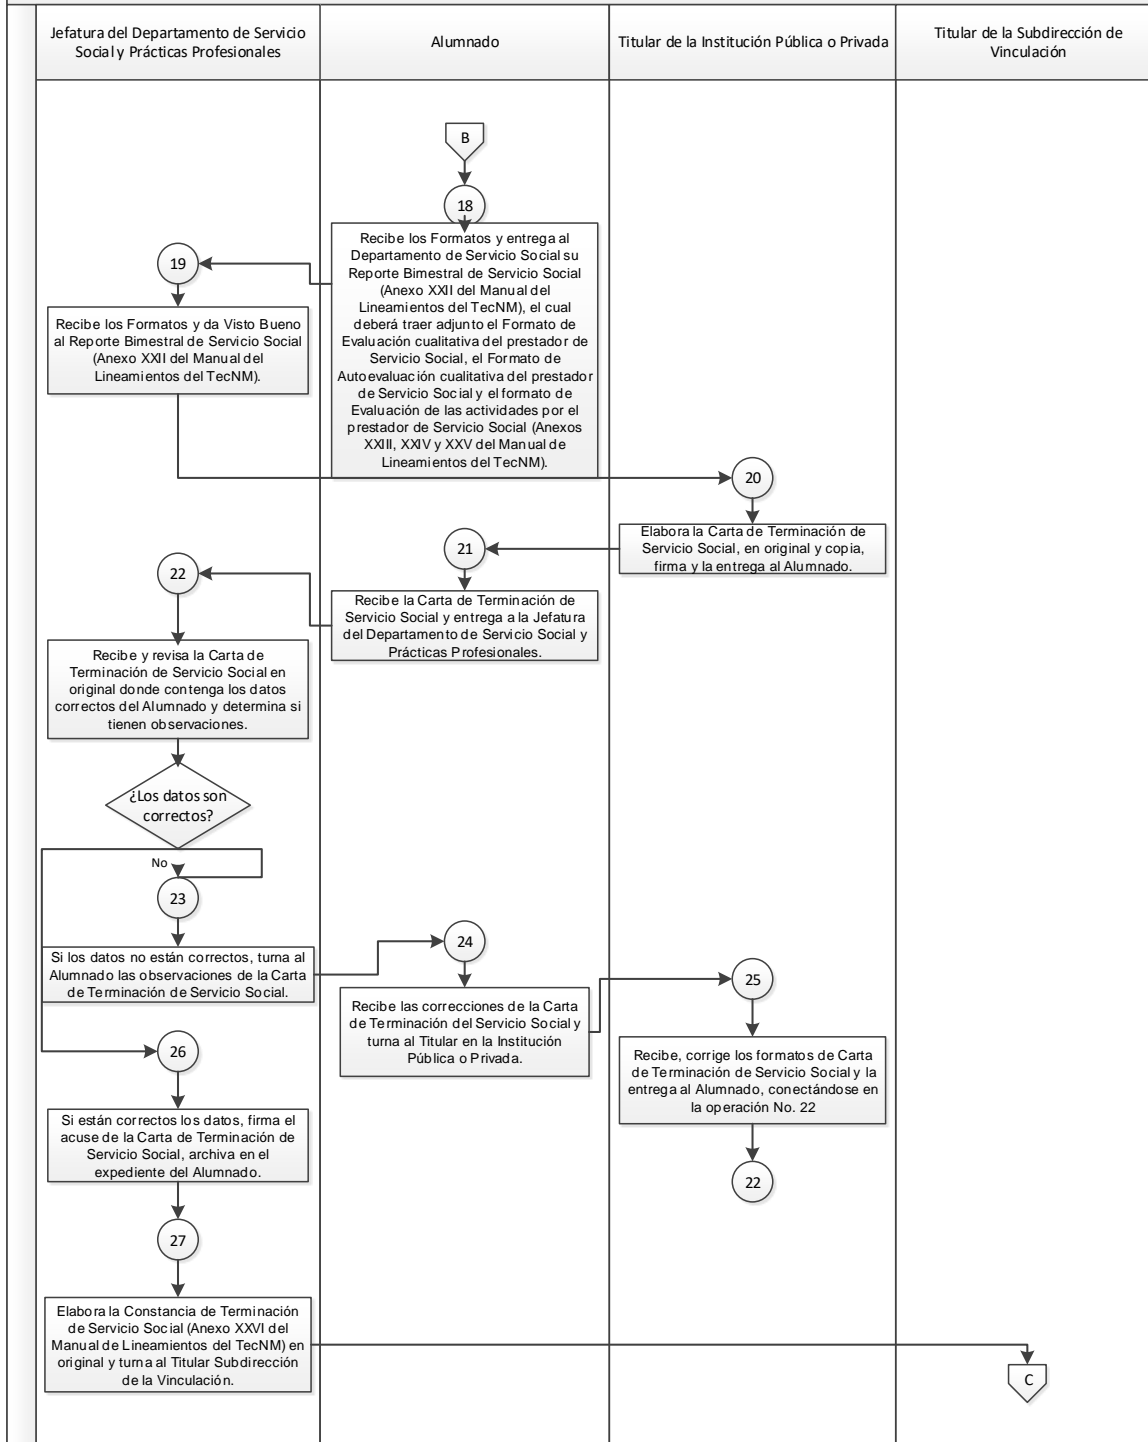 Jefatura del Departamento de Servicio
Social y Prácticas Profesionales
Alumnado
Titular de la Institución Pública o Privada
Titular de la Subdirección de
Vinculación
B
18
Recibe los Formatos y entrega al
Departamento de Servicio Social su
Reporte Bimestral de Servicio Social
(Anexo XXII del Manual del
Lineamientos del TecNM), el cual
deberá traer adjunto el Formato de
Evaluación cualitativa del prestador de
Servicio Social, el Formato de
Autoevaluación cualitativa del prestador
de Servicio Social y el formato de
Evaluación de las actividades por el
prestador de Servicio Social (Anexos
XXIII, XXIV y XXV del Manual de
Lineamientos del TecNM).
19
Recibe los Formatos y da Visto Bueno
al Reporte Bimestral de Servicio Social
(Anexo XXII del Manual del
Lineamientos del TecNM).
20
Elabora la Carta de Terminación de
Servicio Social, en original y copia,
firma y la entrega al Alumnado.
21
Recibe la Carta de Terminación de
Servicio Social y entrega a la Jefatura
del Departamento de Servicio Social y
Prácticas Profesionales.
22
Recibe y revisa la Carta de
Terminación de Servicio Social en
original donde contenga los datos
correctos del Alumnado y determina si
tienen observaciones.
¿Los datos son
correctos?
No
23
Si los datos no están correctos, turna al
Alumnado las observaciones de la Carta
de Terminación de Servicio Social.
24
Recibe las correcciones de la Carta
de Terminación del Servicio Social y
turna al Titular en la Institución
Pública o Privada.
25
Recibe, corrige los formatos de Carta
de Terminación de Servicio Social y la
entrega al Alumnado, conectándose en
la operación No. 22
22
26
Si están correctos los datos, firma el
acuse de la Carta de Terminación de
Servicio Social, archiva en el
expediente del Alumnado.
27
Elabora la Constancia de Terminación
de Servicio Social (Anexo XXVI del
Manual de Lineamientos del TecNM) en
original y turna al Titular Subdirección
de la Vinculación.
C